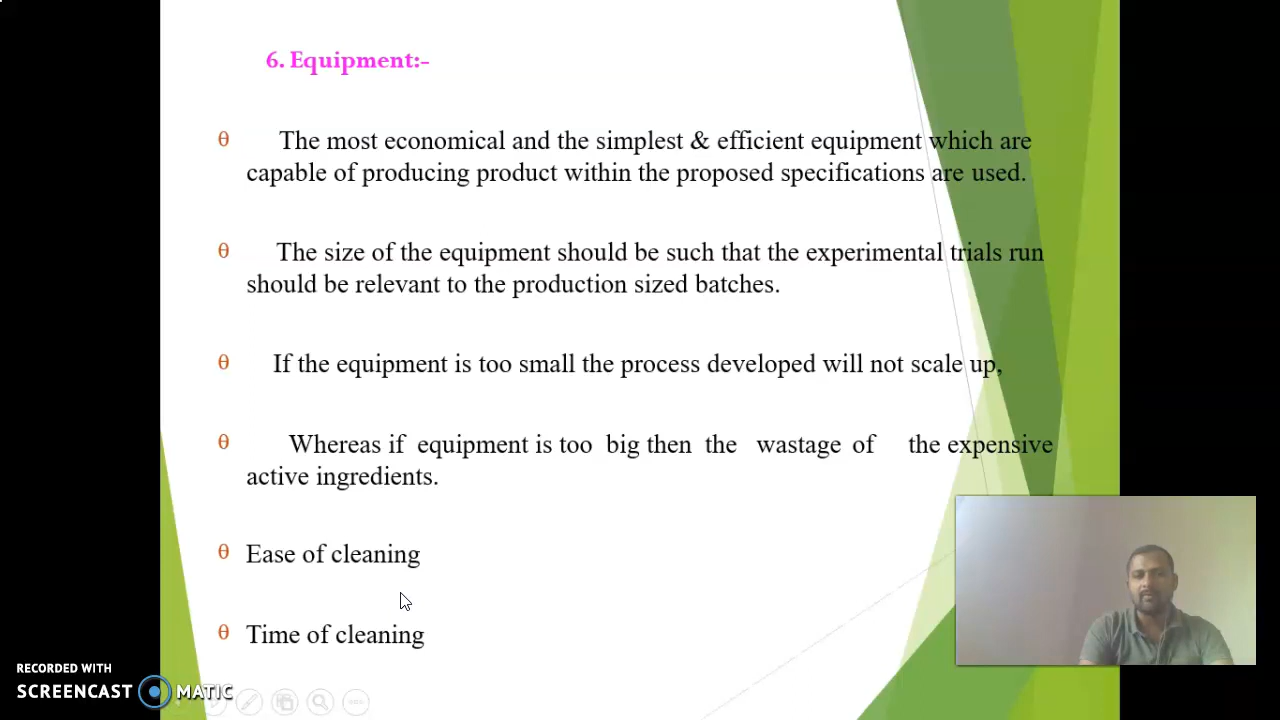 6. Equipment:-
θ The most economical and the simplest & efficient equipment which are
capable of producing product within the proposed specifications are used.
θ The size of the equipment should be such that the experimental trials run
should be relevant to the production sized batches.
θ If the equipment is too small the process developed will not scale up,
θ Whereas if equipment is too big then the wastage of the expensive
active ingredients.
θ Ease of cleaning
θ Time of cleaning
RECORDED WITH
SCREENCAST MATIC